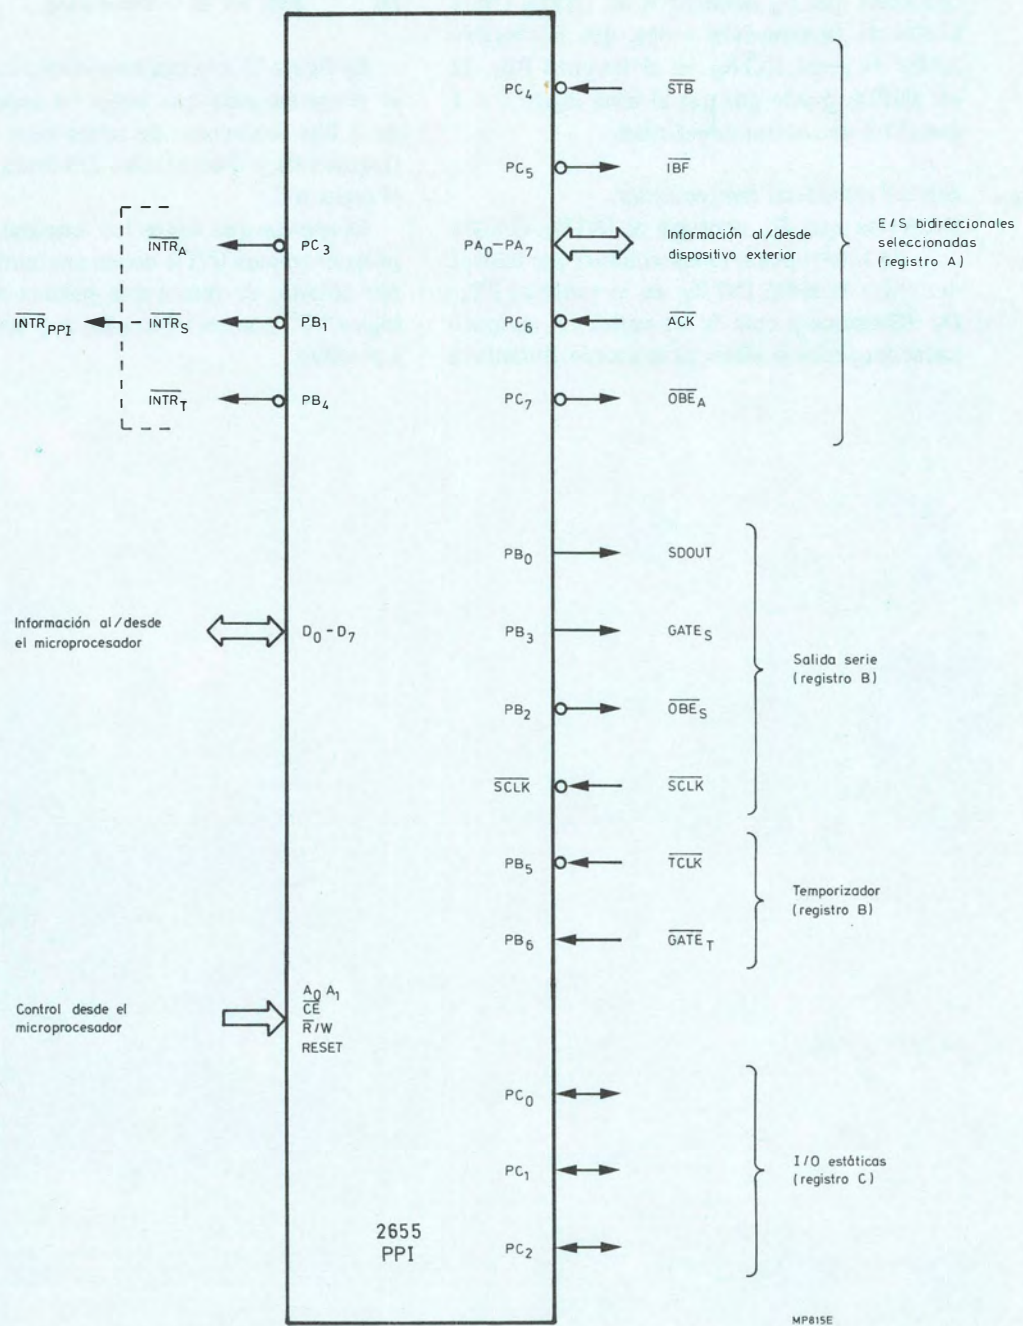 PC4 STB
PC5 IBF
INTRA PC3 PA0-PA7 Información al/desde
dispositivo exterior
E/S bidireccionales
seleccionadas
(registro A)
INTRPPI INTRS PB1 PC6 ACK
INTRT PB4 PC7 OBEA
PB0 SDOUT
Información al/desde
el microprocesador
D0-D7 PB3 GATES
Salida serie
(registro B)
PB2 OBES
SCLK SCLK
PB5 TCLK
Temporizador
(registro B)
PB6 GATET
Control desde el
microprocesador
A0 A1
CE
R/W
RESET
PC0
PC1
I/O estáticas
(registro C)
PC2
2655
PPI
MP815E